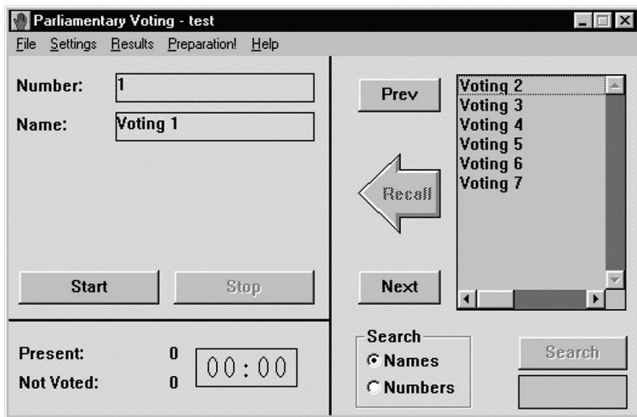 Parliamentary Voting - test
File Settings Results Preparation! Help
Number: 1
Name: Voting 1
Start Stop
Present: 0
Not Voted: 0
00:00
Prev
Recall
Next
Voting 2
Voting 3
Voting 4
Voting 5
Voting 6
Voting 7
Search
Names
Numbers
Search